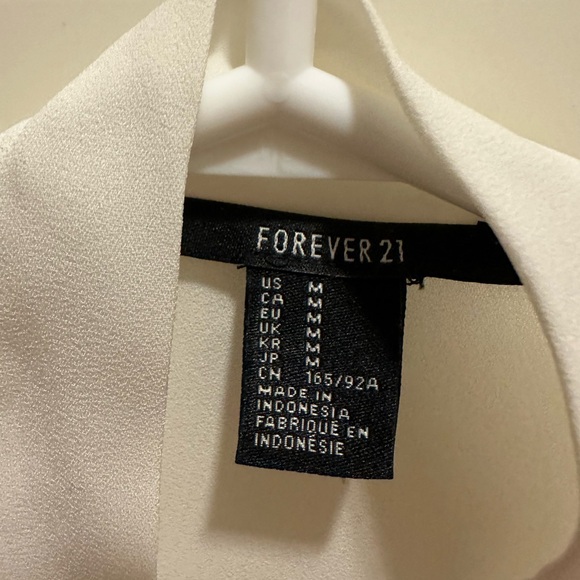 FOREVER 21
US M
CA M
EU M
UK M
KR M
JP M
CN 165/92A
MADE IN
INDONESIA
FABRIQUÉ EN
INDONÉSIE